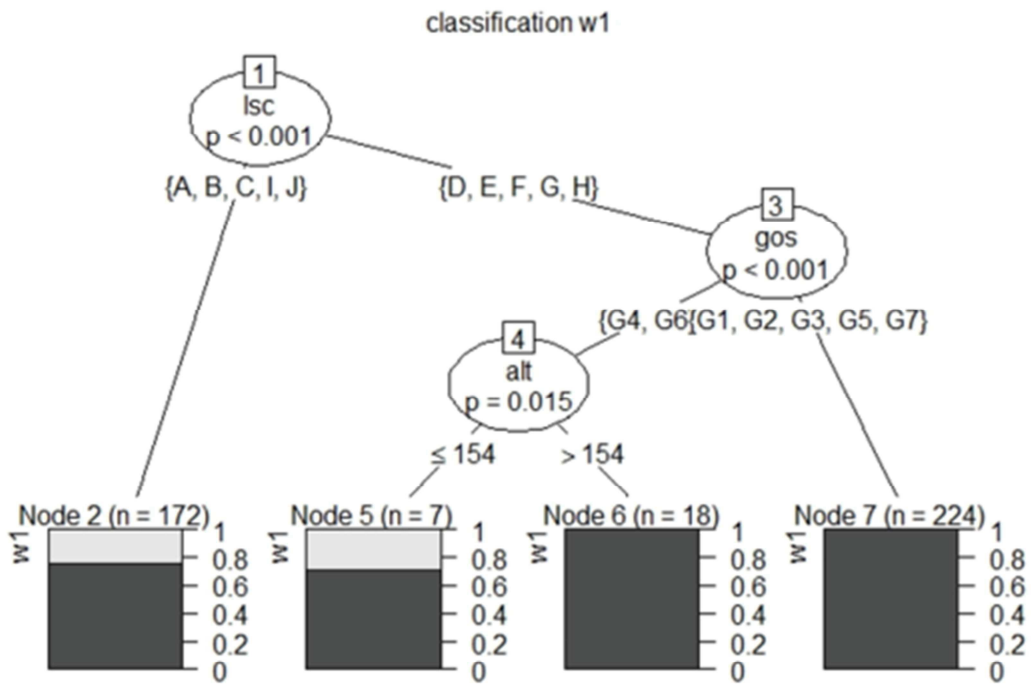 classification w1
1
lsc
p < 0.001
{A, B, C, I, J}
{D, E, F, G, H}
3
gos
p < 0.001
{G4, G6{G1, G2, G3, G5, G7}
4
alt
p = 0.015
≤ 154
> 154
Node 2 (n = 172)
w1
1
0.8
0.6
0.4
0.2
0
Node 5 (n = 7)
w1
1
0.8
0.6
0.4
0.2
0
Node 6 (n = 18)
w1
1
0.8
0.6
0.4
0.2
0
Node 7 (n = 224)
w1
1
0.8
0.6
0.4
0.2
0